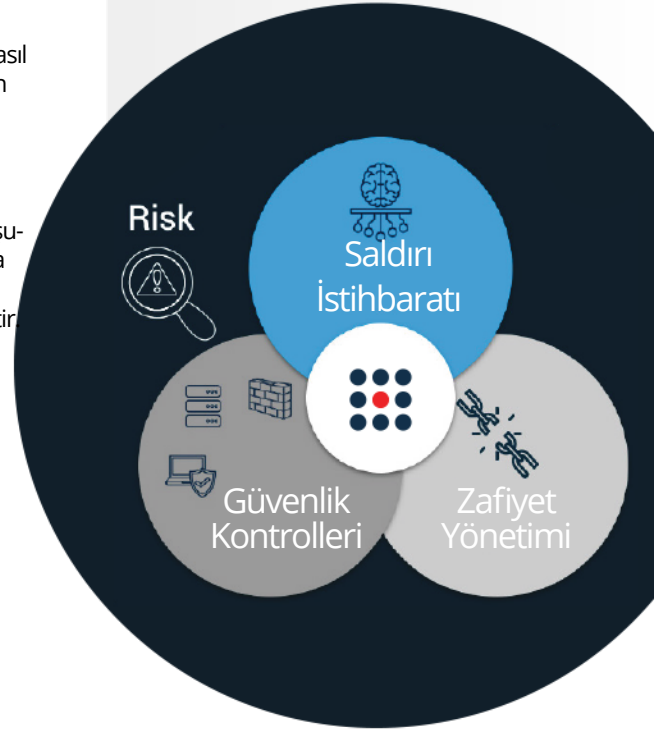 Risk
Saldırı
İstihbaratı
Güvenlik
Kontrolleri
Zafiyet
Yönetimi